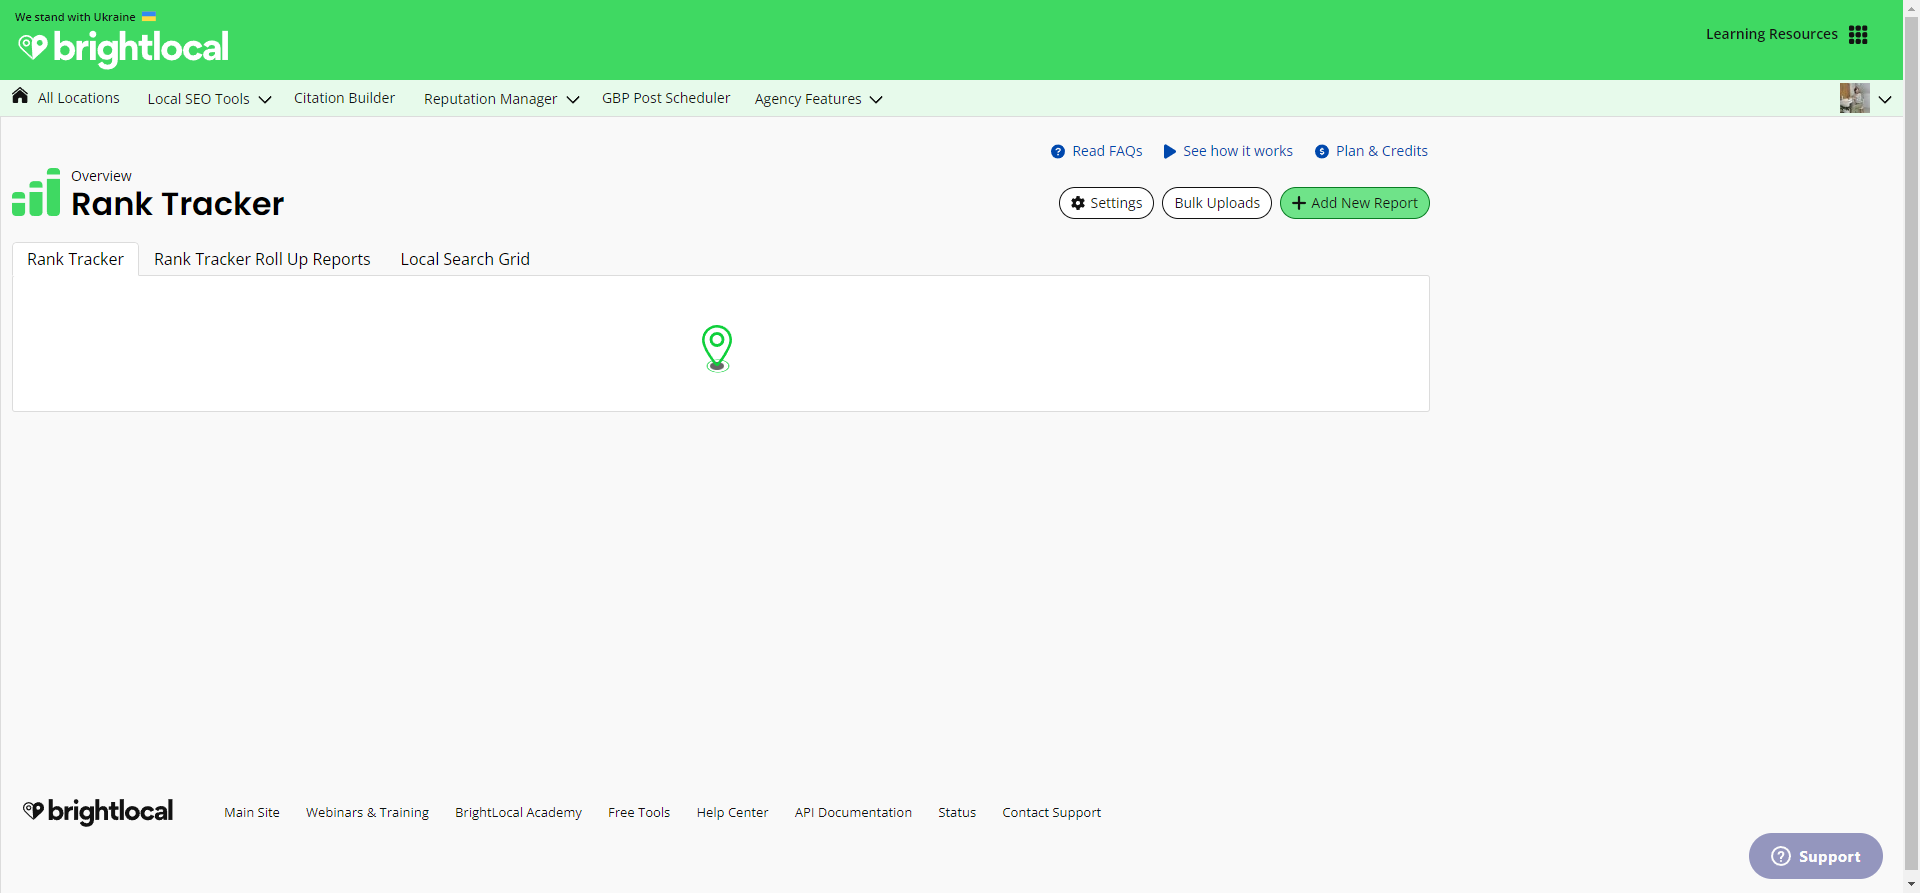 We stand with Ukraine
brightlocal
Learning Resources
All Locations
Local SEO Tools
Citation Builder
Reputation Manager
GBP Post Scheduler
Agency Features
Read FAQs
See how it works
Plan & Credits
Overview
Rank Tracker
Settings
Bulk Uploads
Add New Report
Rank Tracker
Rank Tracker Roll Up Reports
Local Search Grid
brightlocal
Main Site
Webinars & Training
BrightLocal Academy
Free Tools
Help Center
API Documentation
Status
Contact Support
Support